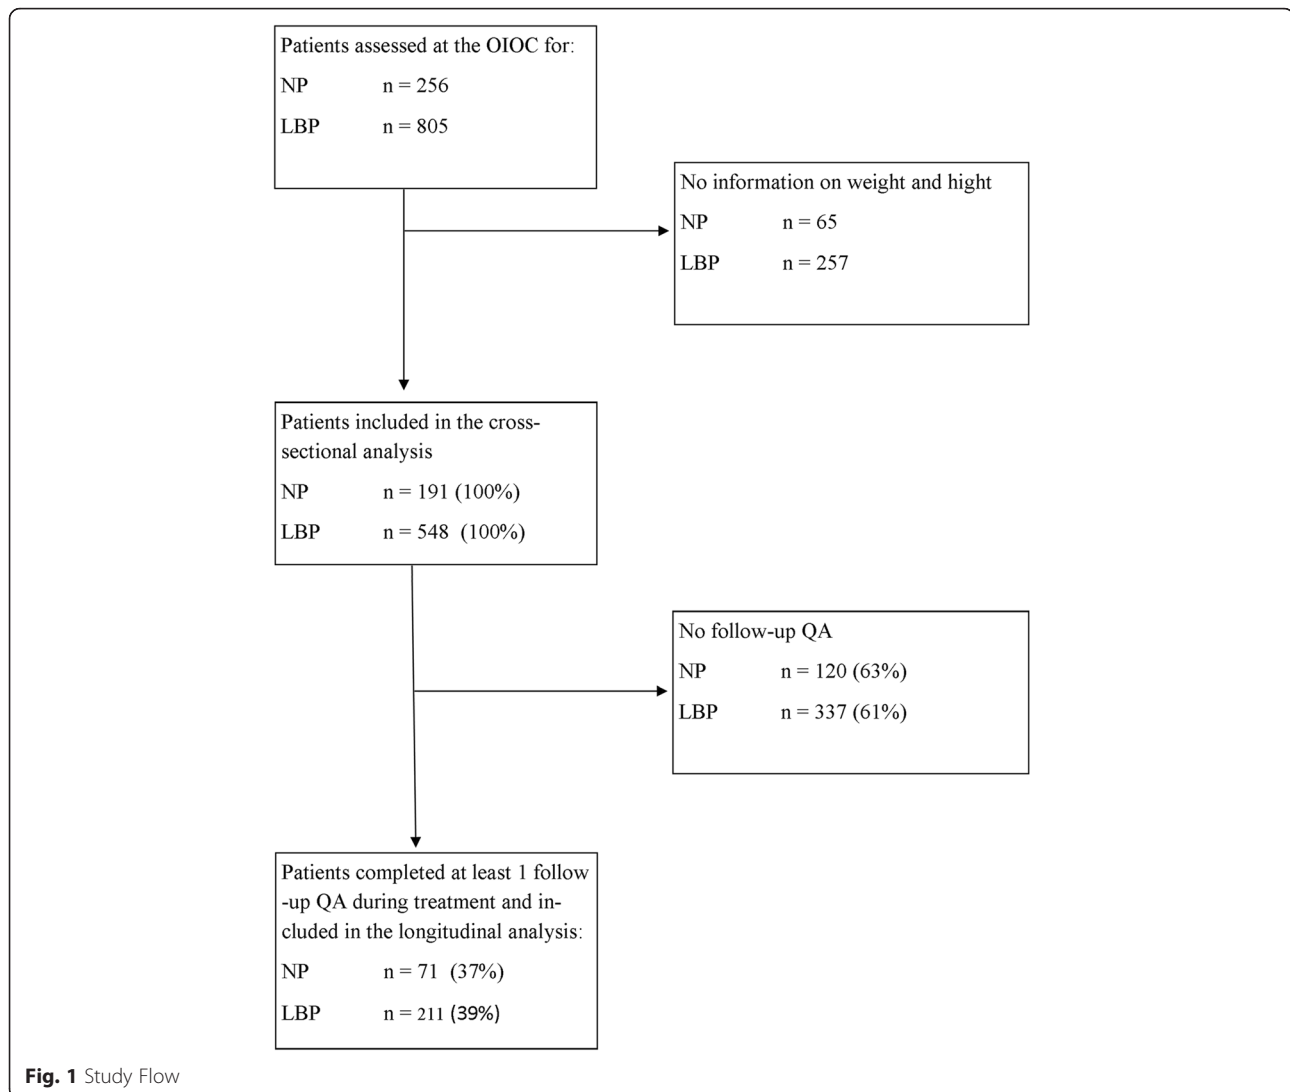 Patients assessed at the OIOC for:
NP n = 256
LBP n = 805
No information on weight and hight
NP n = 65
LBP n = 257
Patients included in the cross-
sectional analysis
NP n = 191 (100%)
LBP n = 548 (100%)
No follow-up QA
NP n = 120 (63%)
LBP n = 337 (61%)
Patients completed at least 1 follow
-up QA during treatment and in-
cluded in the longitudinal analysis:
NP n = 71 (37%)
LBP n = 211 (39%)
Fig. 1 Study Flow